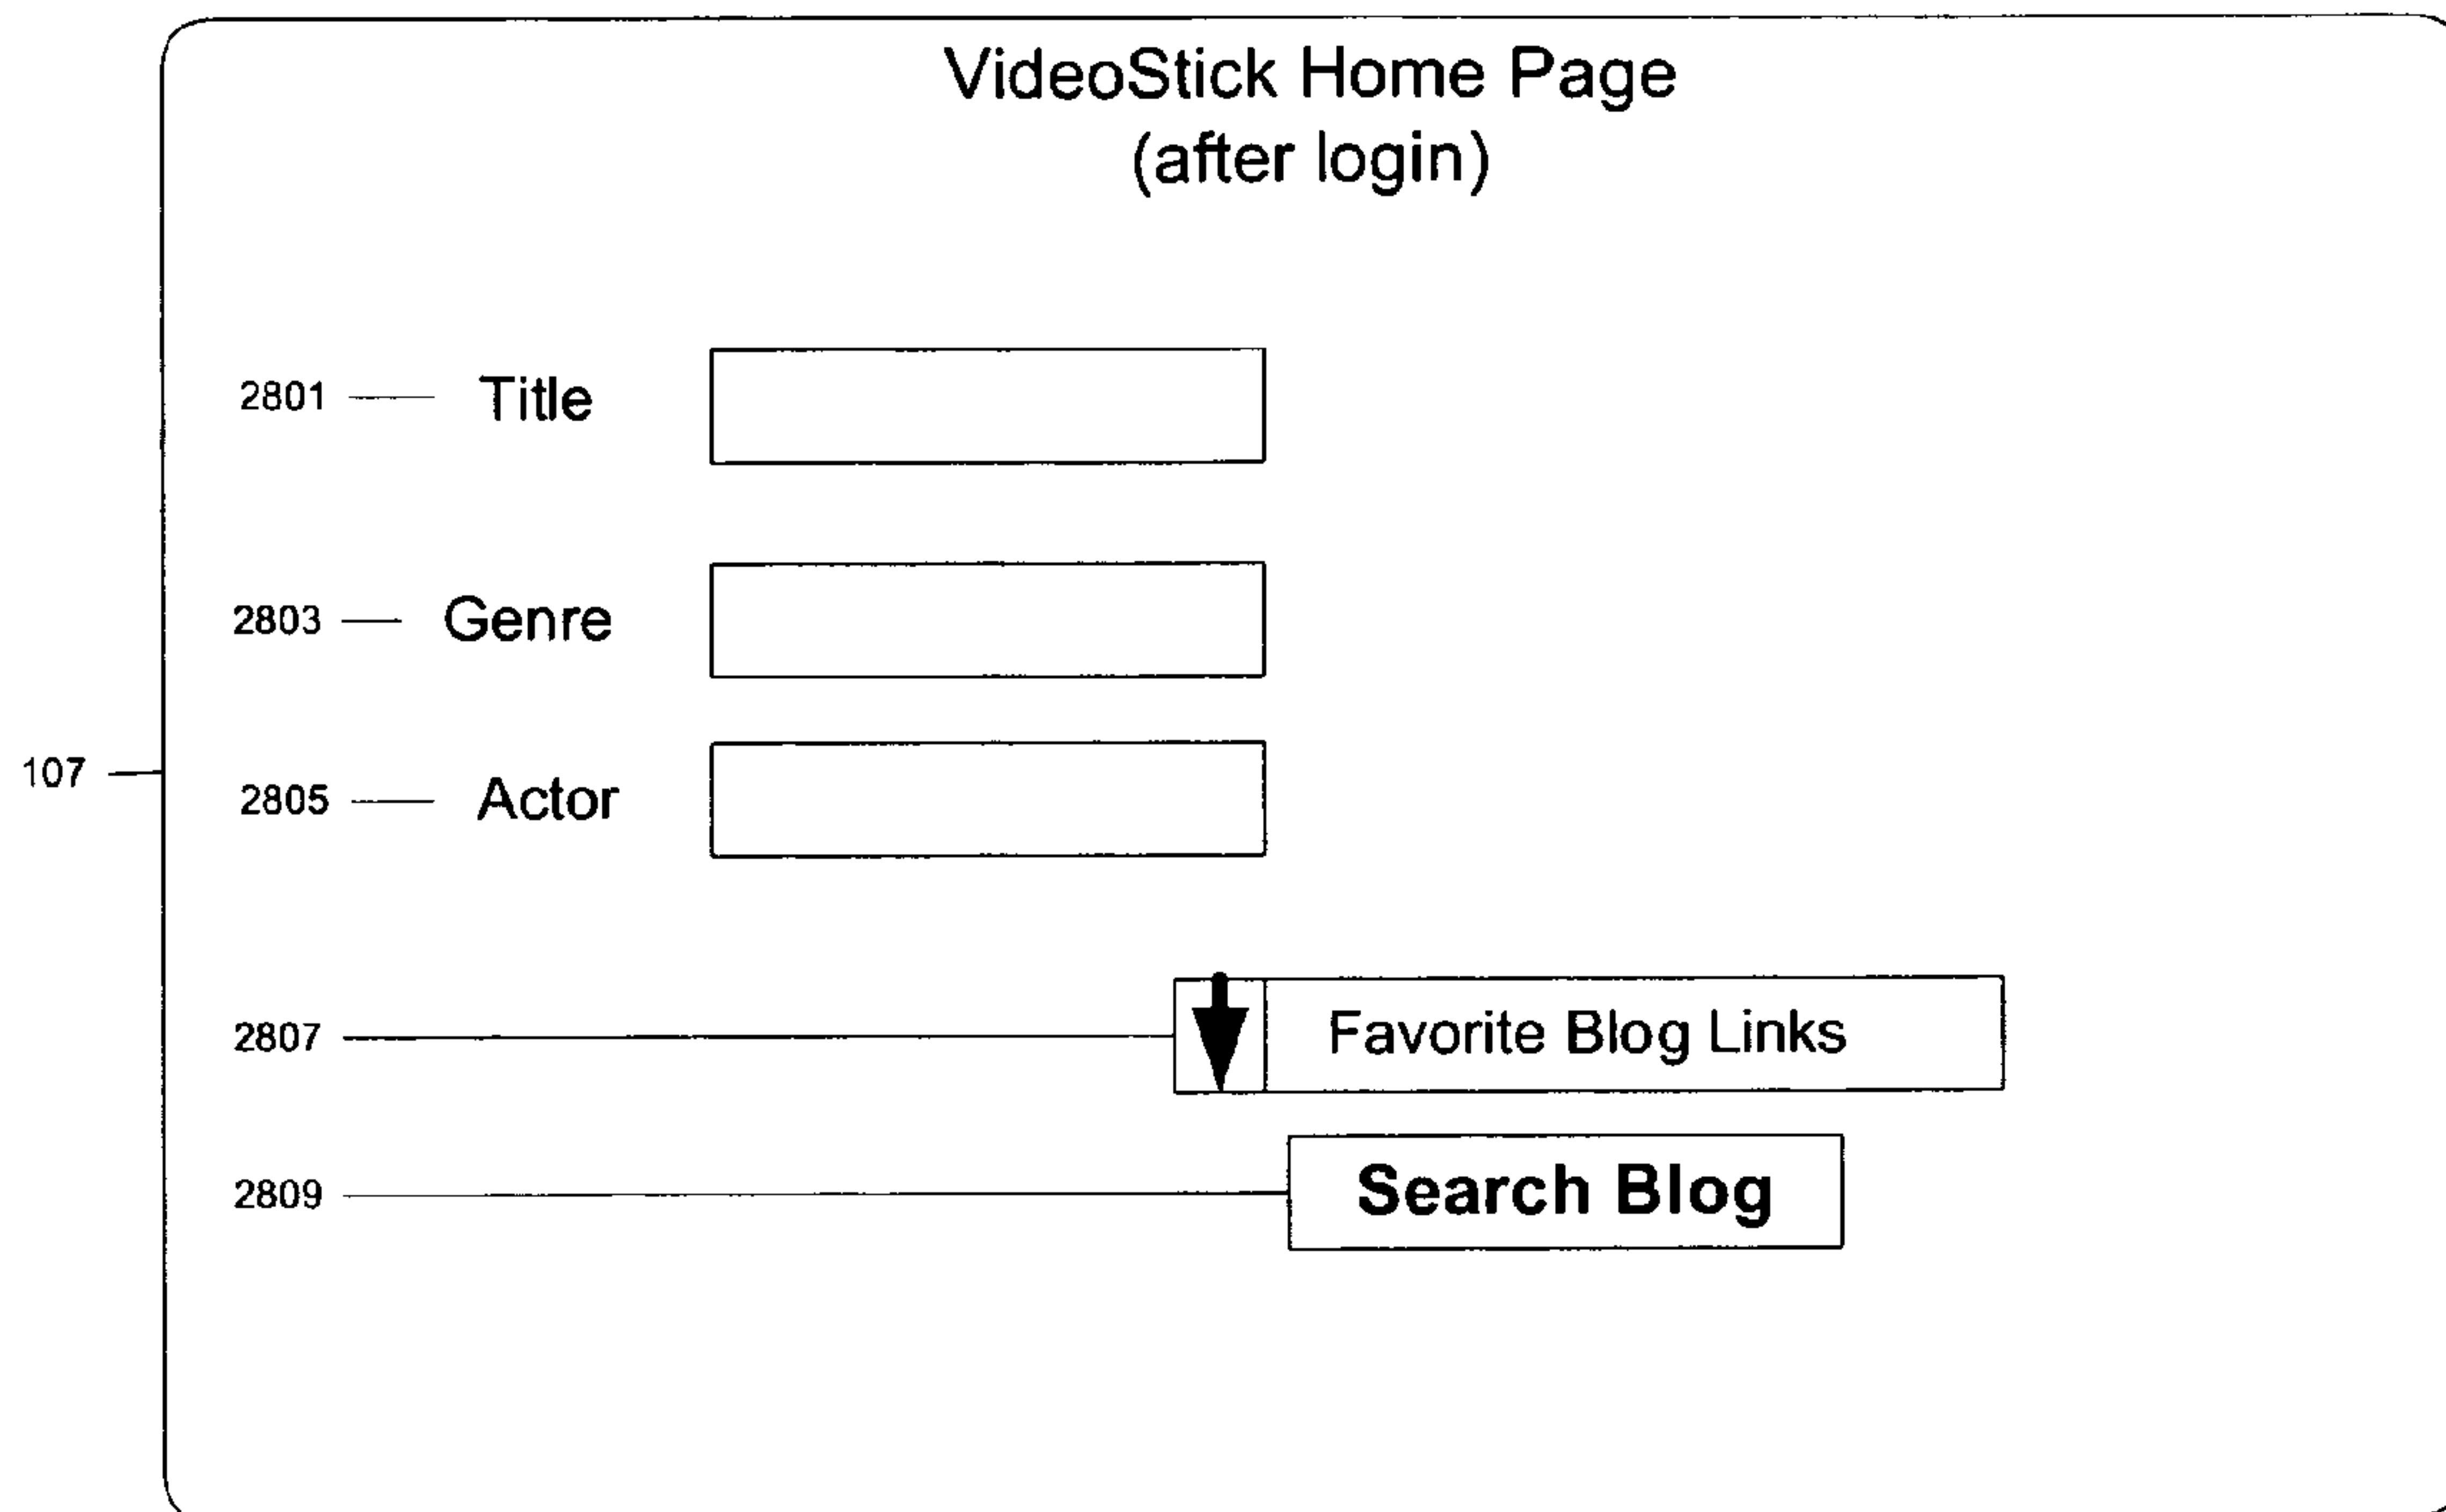 VideoStick Home Page
(after login)
2801 Title
2803 Genre
107
2805 Actor
2807 Favorite Blog Links
2809 Search Blog